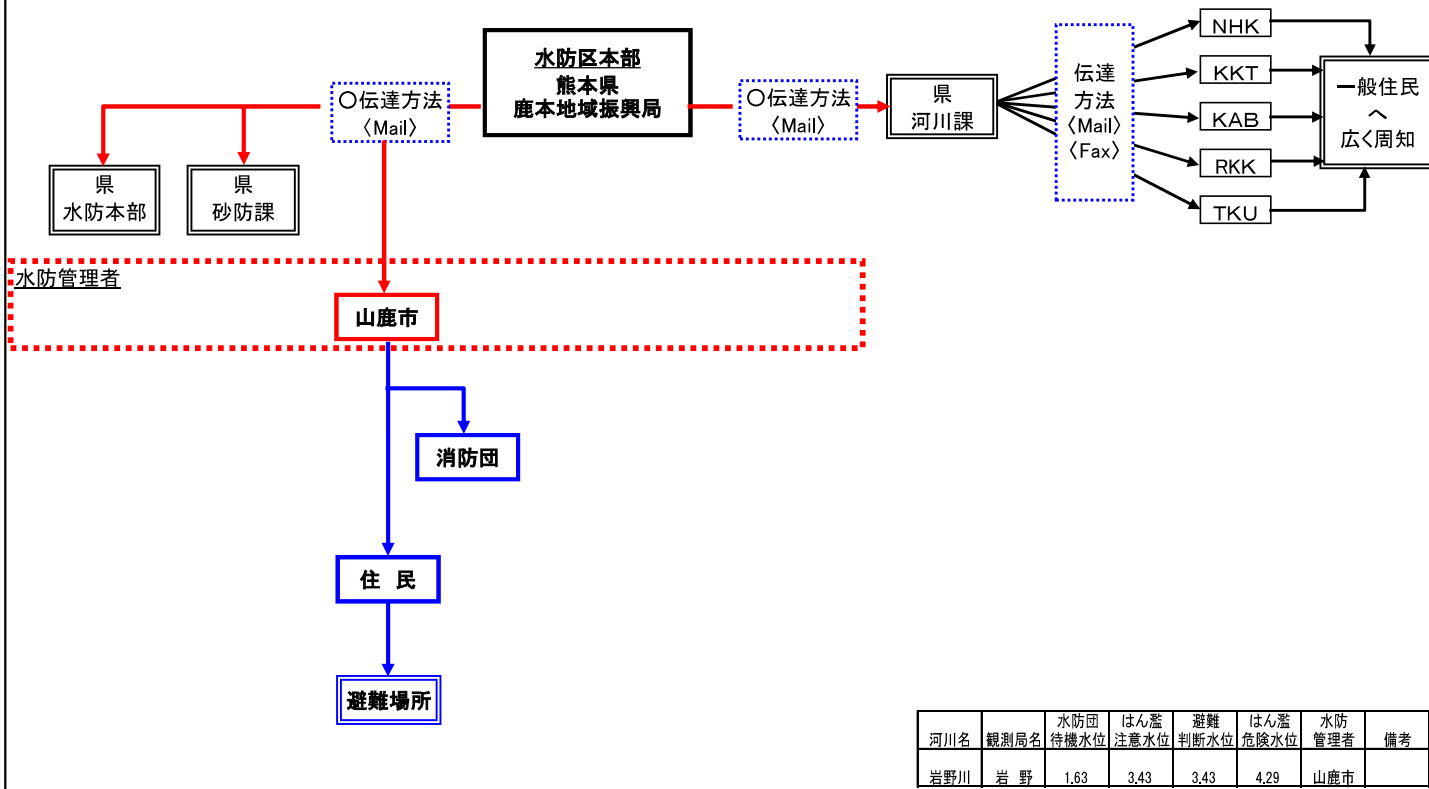 水防区本部
熊本県
鹿本地域振興局
〇伝達方法
〈Mail〉
〇伝達方法
〈Mail〉
県
河川課
伝達
方法
〈Mail〉
〈Fax〉
NHK
KKT
KAB
RKK
TKU
一般住民
へ
広く周知
県
水防本部
県
砂防課
水防管理者
山鹿市
消防団
住 民
避難場所
河川名 観測局名 水防団待機水位 はん濫注意水位 避難判断水位 はん濫危険水位 水防管理者 備考
岩野川 岩 野 1.63 3.43 3.43 4.29 山鹿市